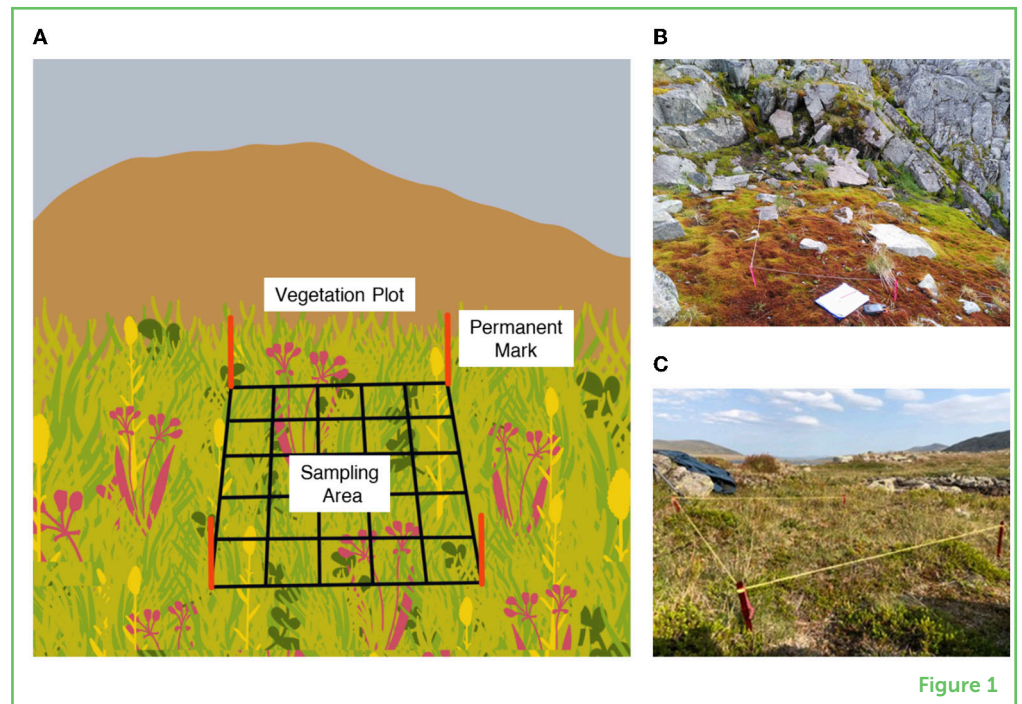 A
B
Vegetation Plot
Permanent
Mark
C
Sampling
Area
Figure 1